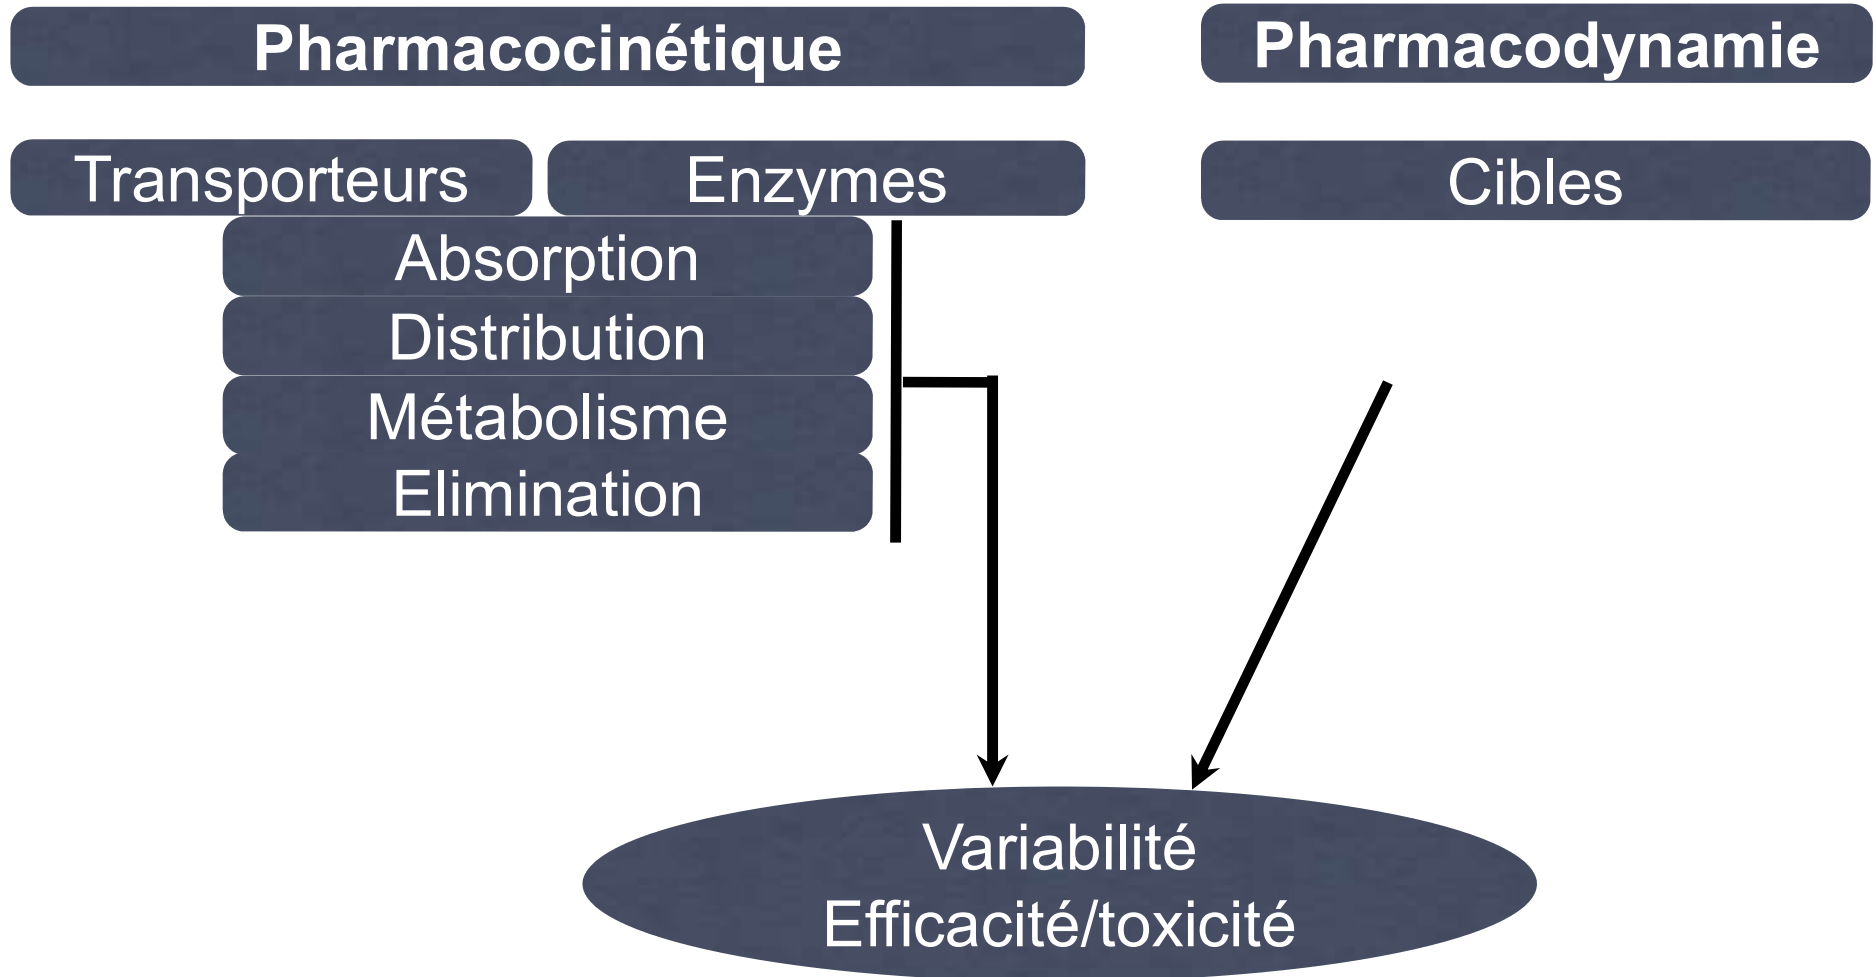 Pharmacocinétique
Pharmacodynamie
Transporteurs
Enzymes
Cibles
Absorption
Distribution
Métabolisme
Elimination
Variabilité
Efficacité/toxicité